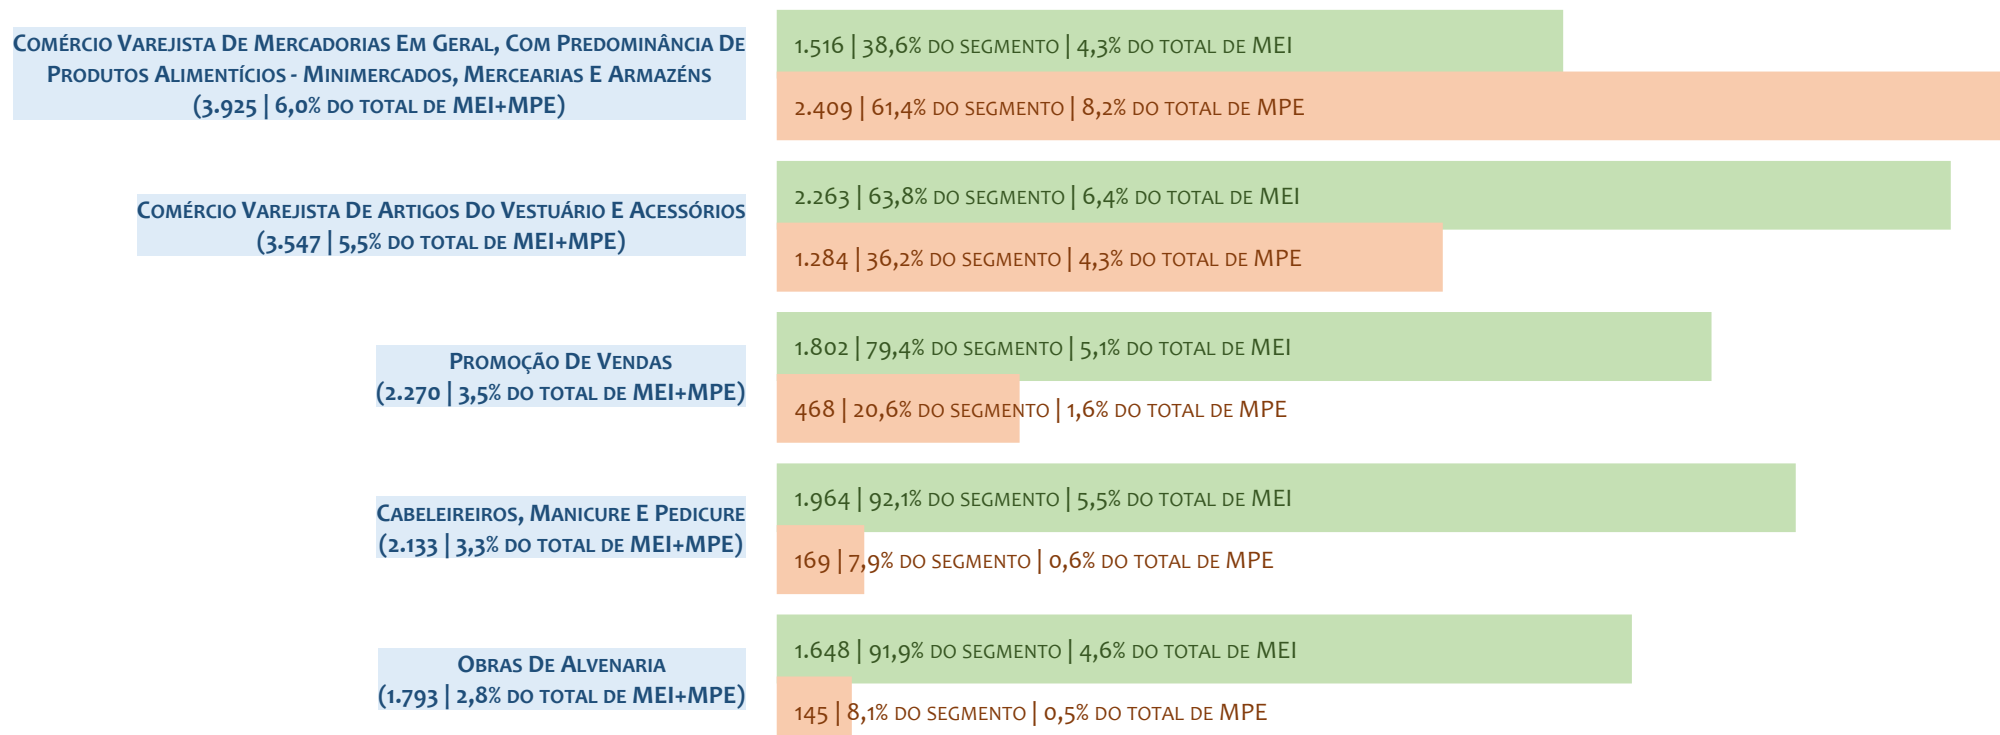 Comércio Varejista De Mercadorias Em Geral, Com Predominância De
Produtos Alimentícios - Minimercados, Mercearias E Armazéns
(3.925 | 6,0% do total de MEI+MPE)
1.516 | 38,6% do segmento | 4,3% do total de MEI
2.409 | 61,4% do segmento | 8,2% do total de MPE
Comércio Varejista De Artigos Do Vestuário E Acessórios
(3.547 | 5,5% do total de MEI+MPE)
2.263 | 63,8% do segmento | 6,4% do total de MEI
1.284 | 36,2% do segmento | 4,3% do total de MPE
Promoção De Vendas
(2.270 | 3,5% do total de MEI+MPE)
1.802 | 79,4% do segmento | 5,1% do total de MEI
468 | 20,6% do segmento | 1,6% do total de MPE
Cabeleireiros, Manicure E Pedicure
(2.133 | 3,3% do total de MEI+MPE)
1.964 | 92,1% do segmento | 5,5% do total de MEI
169 | 7,9% do segmento | 0,6% do total de MPE
Obras De Alvenaria
(1.793 | 2,8% do total de MEI+MPE)
1.648 | 91,9% do segmento | 4,6% do total de MEI
145 | 8,1% do segmento | 0,5% do total de MPE